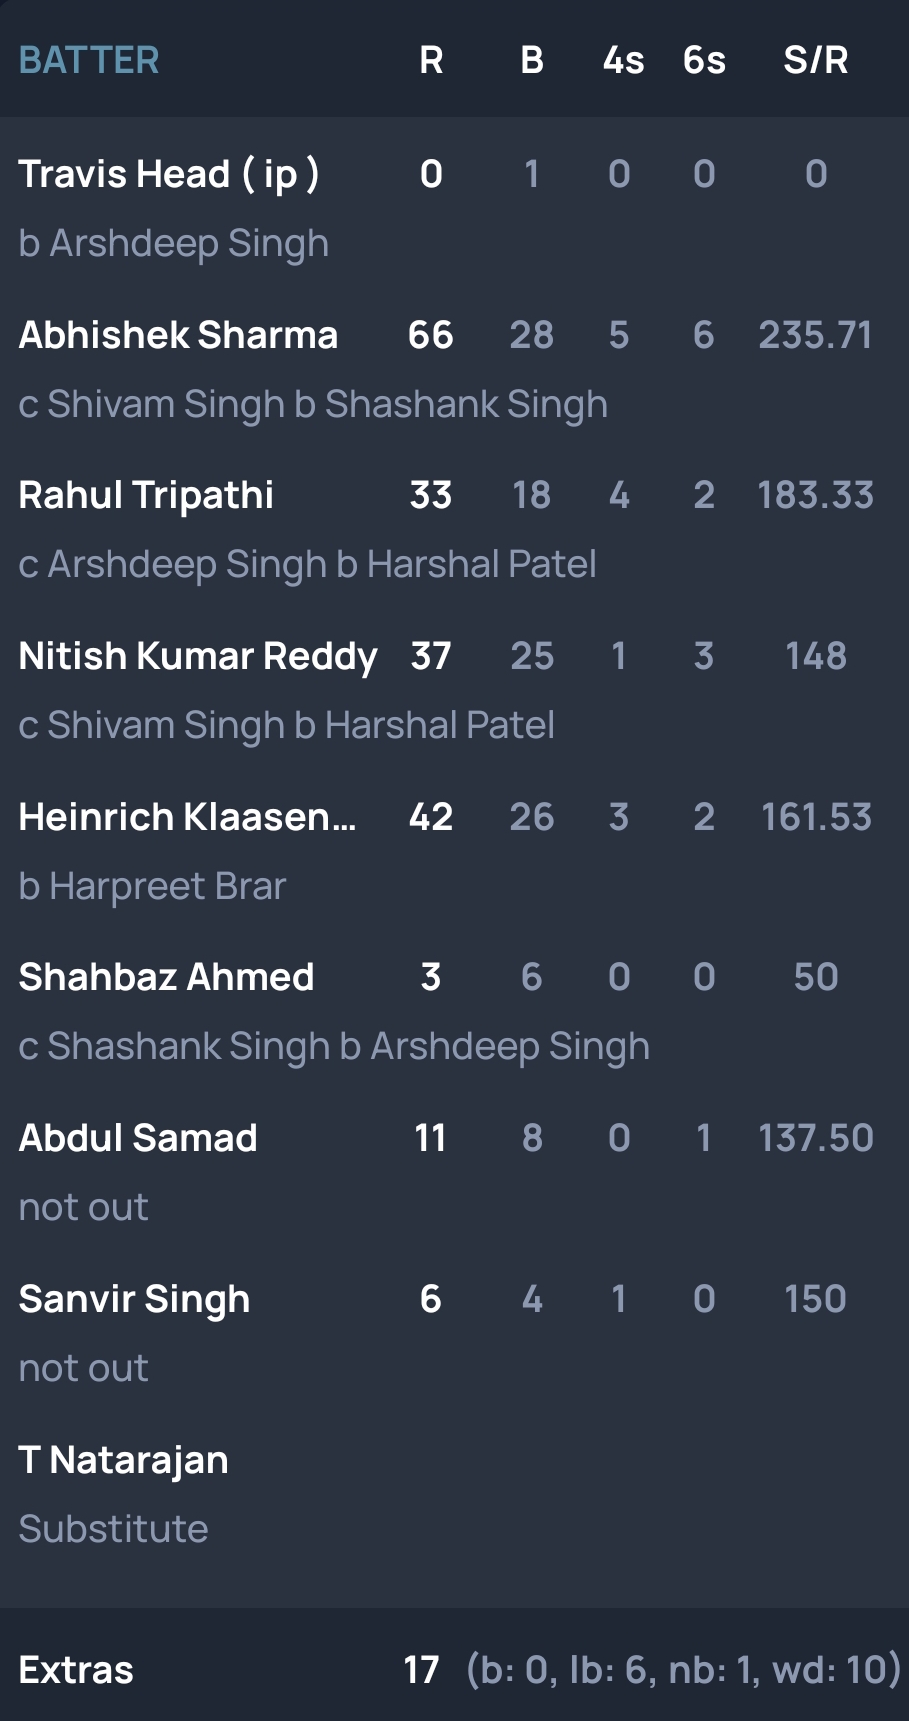 BATTER R B 4s 6s S/R
Travis Head ( ip ) 0 1 0 0 0
b Arshdeep Singh
Abhishek Sharma 66 28 5 6 235.71
c Shivam Singh b Shashank Singh
Rahul Tripathi 33 18 4 2 183.33
c Arshdeep Singh b Harshal Patel
Nitish Kumar Reddy 37 25 1 3 148
c Shivam Singh b Harshal Patel
Heinrich Klaasen... 42 26 3 2 161.53
b Harpreet Brar
Shahbaz Ahmed 3 6 0 0 50
c Shashank Singh b Arshdeep Singh
Abdul Samad 11 8 0 1 137.50
not out
Sanvir Singh 6 4 1 0 150
not out
T Natarajan
Substitute
Extras 17 (b: 0, lb: 6, nb: 1, wd: 10)